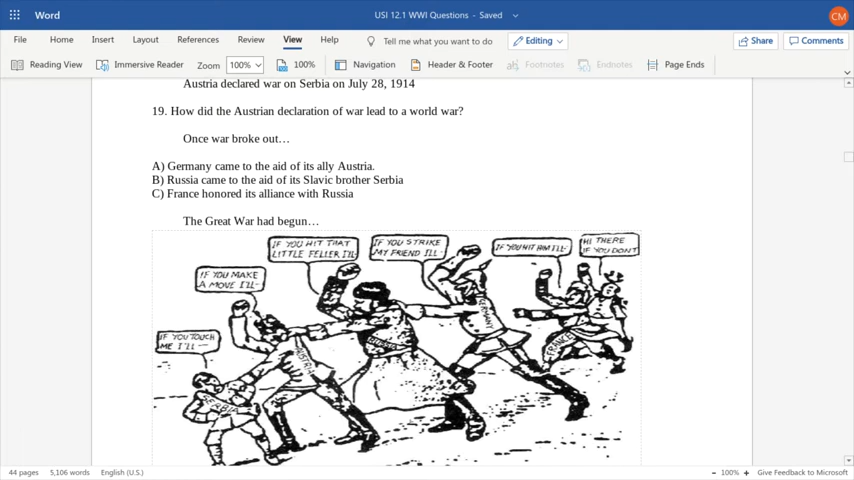 Word
USI 12.1 WWI Questions - Saved
CM
File Home Insert Layout References Review View Help Tell me what you want to do Editing Share Comments
Reading View Immersive Reader Zoom 100% 100% Navigation Header & Footer Footnotes Endnotes Page Ends
Austria declared war on Serbia on July 28, 1914
19. How did the Austrian declaration of war lead to a world war?
Once war broke out…
A) Germany came to the aid of its ally Austria.
B) Russia came to the aid of its Slavic brother Serbia
C) France honored its alliance with Russia
The Great War had begun…
IF YOU TOUCH
ME I'LL —
IF YOU MAKE
A MOVE I'LL-
IF YOU HIT THAT
LITTLE FELLER I'LL
IF YOU STRIKE
MY FRIEND I'LL -
IF YOU HIT HIM I'LL-
HI THERE
IF YOU DON'T
SERBIA
AUSTRIA
RUSSIA
GERMANY
FRANCE
44 pages 5,106 words English (U.S.) - 100% + Give Feedback to Microsoft